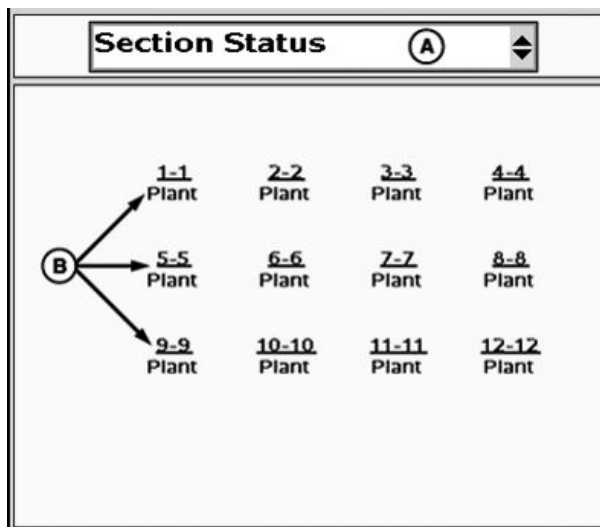 Section Status A
1-1 2-2 3-3 4-4
Plant Plant Plant Plant
B
5-5 6-6 7-7 8-8
Plant Plant Plant Plant
9-9 10-10 11-11 12-12
Plant Plant Plant Plant